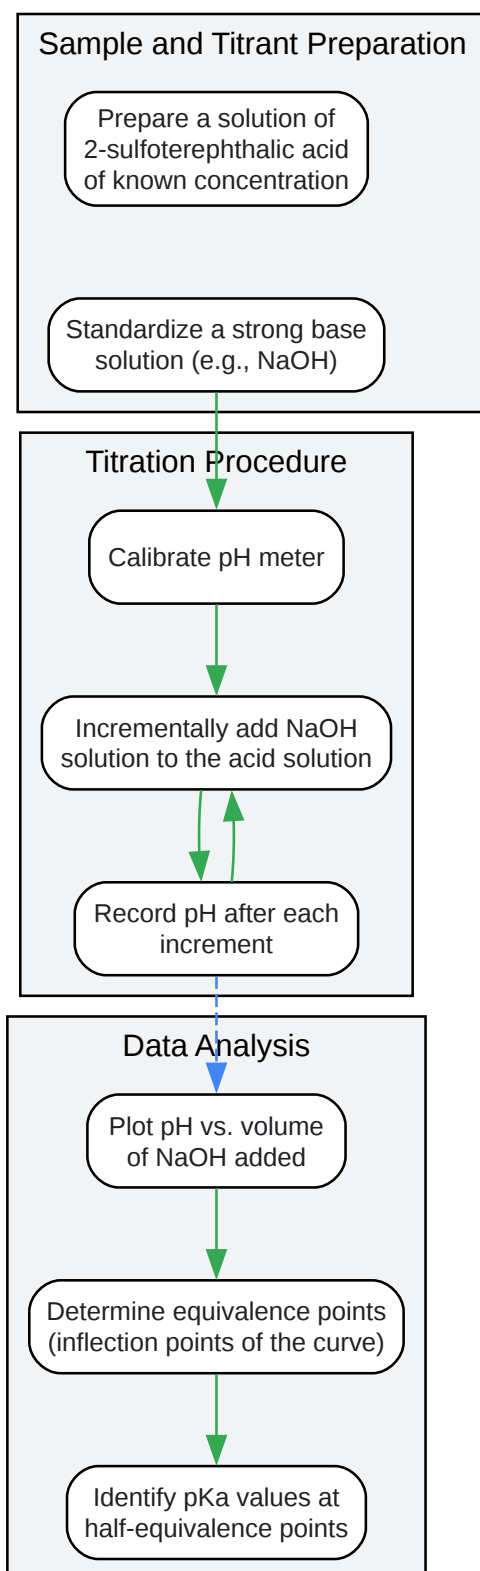 Sample and Titrant Preparation
Prepare a solution of
2-sulfoterephthalic acid
of known concentration
Standardize a strong base
solution (e.g., NaOH)
Titration Procedure
Calibrate pH meter
Incrementally add NaOH
solution to the acid solution
Record pH after each
increment
Data Analysis
Plot pH vs. volume
of NaOH added
Determine equivalence points
(inflection points of the curve)
Identify pKa values at
half-equivalence points